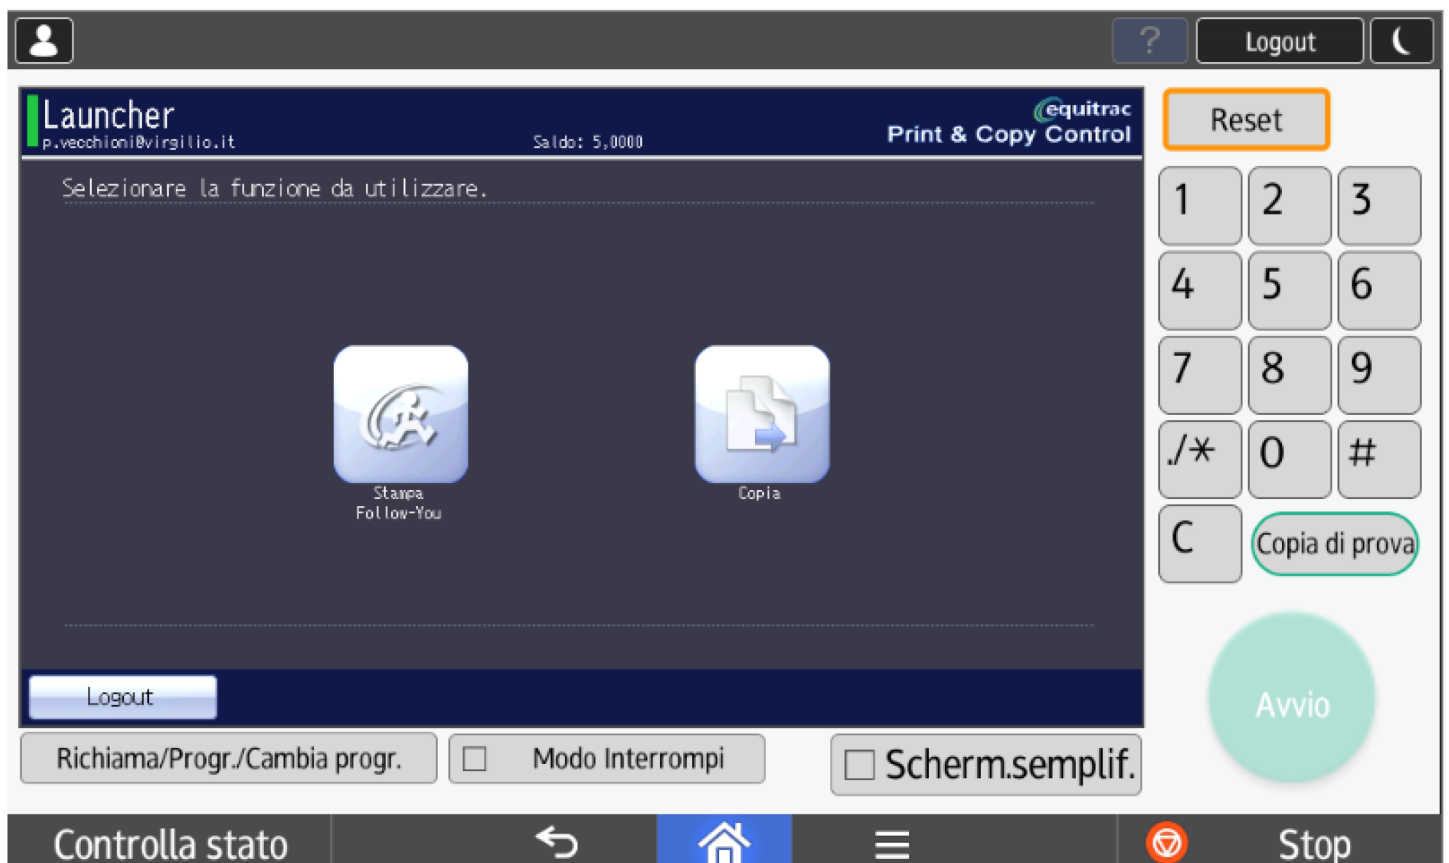 ?
Logout
Launcher
p.vecchioni@virgilio.it
Saldo: 5,0000
equitrac
Print & Copy Control
Reset
Selezionare la funzione da utilizzare.
1 2 3
4 5 6
7 8 9
./* 0 #
C Copia di prova
Stampa
Follow-You
Copia
Logout
Avvio
Richiama/Progr./Cambia progr.
Modo Interrompi
Scherm.semplif.
Controlla stato
Stop